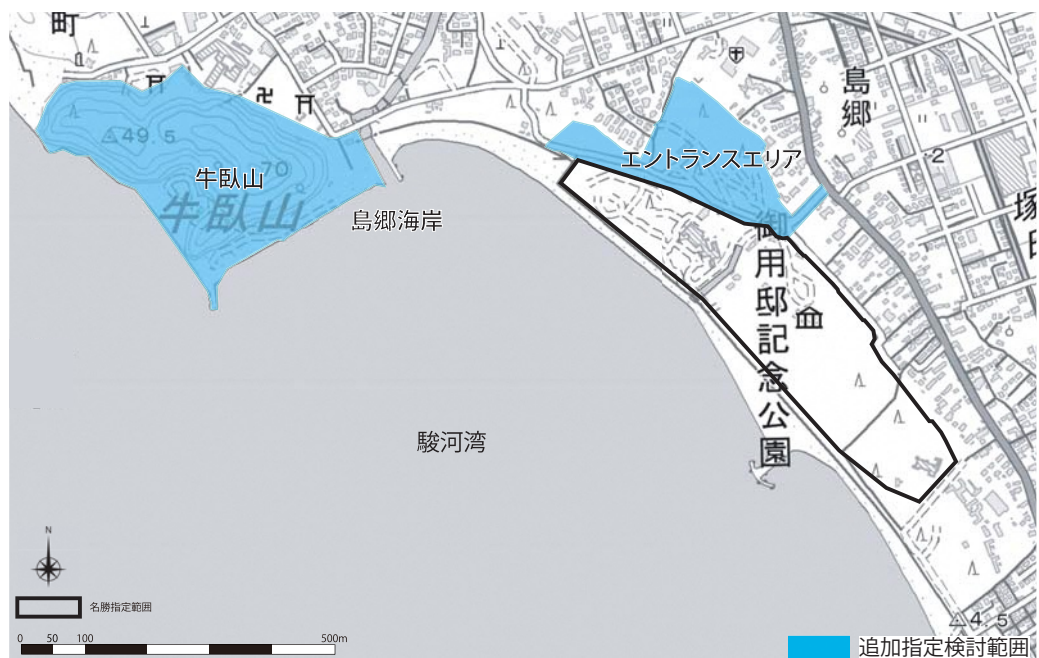 町
49.5
70
牛臥山
牛臥山
島郷海岸
エントランスエリア
島郷
2
塚田
御用邸記念公園
駿河湾
N
名勝指定範囲
0 50 100 500m
4.5
追加指定検討範囲